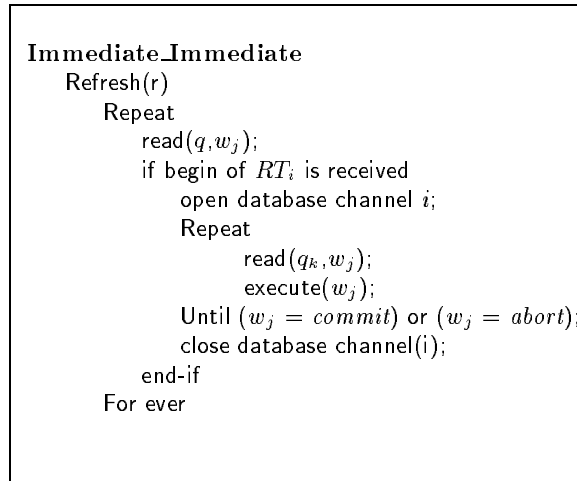 Immediate_Immediate
Refresh(r)
Repeat
read(q,w_j);
if begin of RT_i is received
open database channel i;
Repeat
read(q_k,w_j);
execute(w_j);
Until (w_j = commit) or (w_j = abort);
close database channel(i);
end-if
For ever